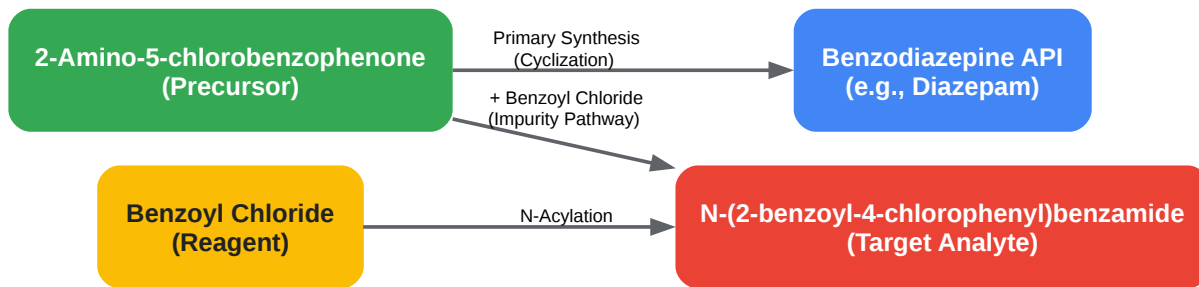 2-Amino-5-chlorobenzophenone
(Precursor)
Primary Synthesis
(Cyclization)
Benzodiazepine API
(e.g., Diazepam)
+ Benzoyl Chloride
(Impurity Pathway)
Benzoyl Chloride
(Reagent)
N-Acylation
N-(2-benzoyl-4-chlorophenyl)benzamide
(Target Analyte)